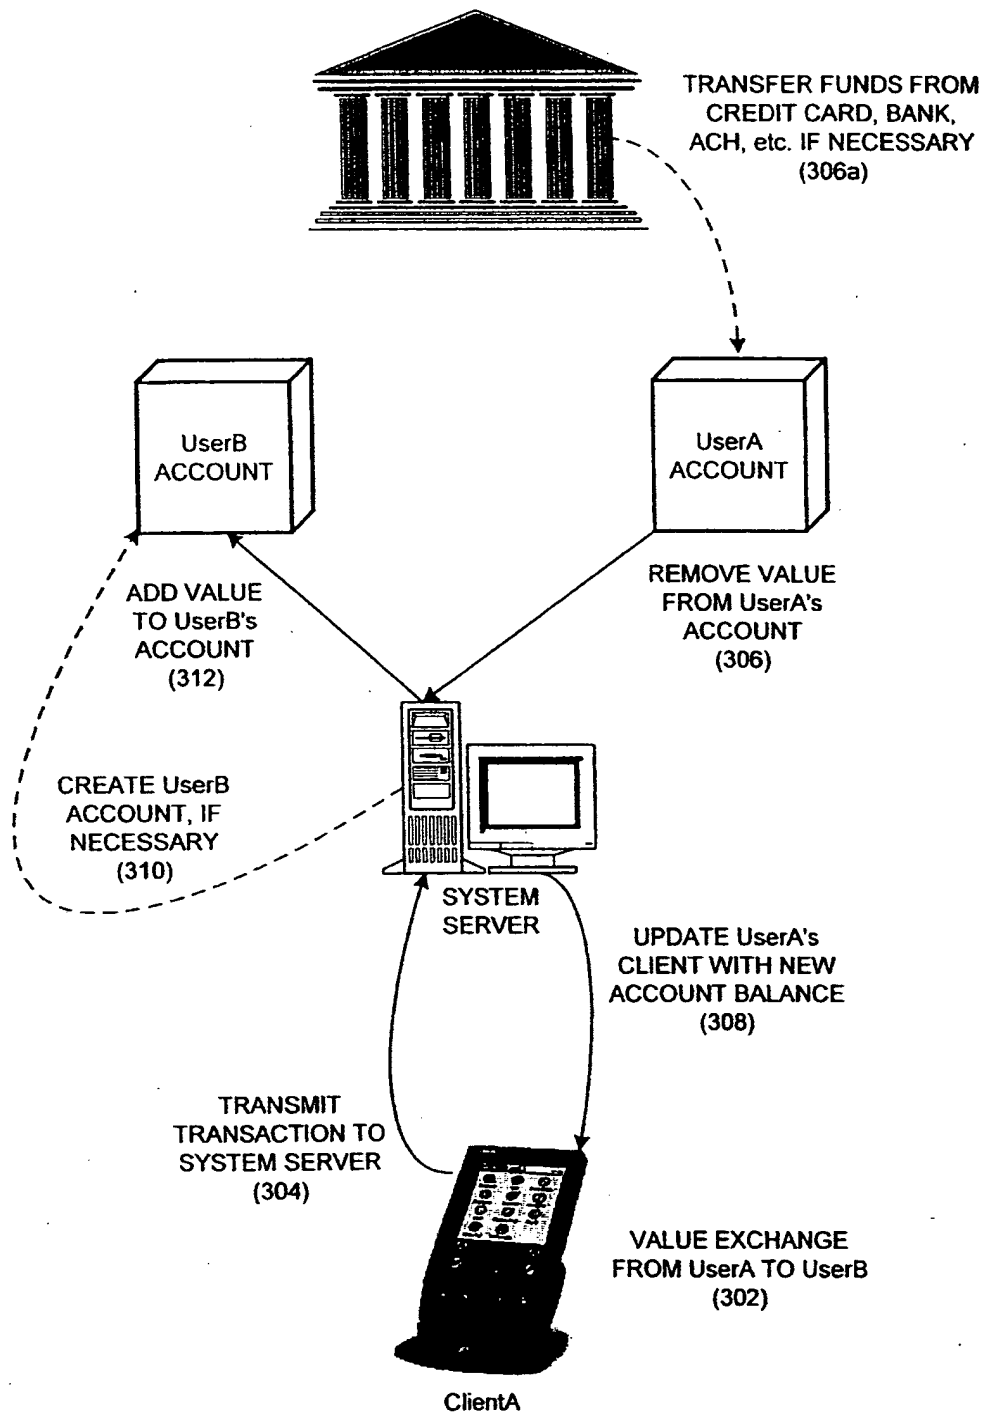 TRANSFER FUNDS FROM
CREDIT CARD, BANK,
ACH, etc. IF NECESSARY
(306a)
UserB
ACCOUNT
UserA
ACCOUNT
ADD VALUE
TO UserB's
ACCOUNT
(312)
REMOVE VALUE
FROM UserA's
ACCOUNT
(306)
CREATE UserB
ACCOUNT, IF
NECESSARY
(310)
SYSTEM
SERVER
UPDATE UserA's
CLIENT WITH NEW
ACCOUNT BALANCE
(308)
TRANSMIT
TRANSACTION TO
SYSTEM SERVER
(304)
VALUE EXCHANGE
FROM UserA TO UserB
(302)
ClientA